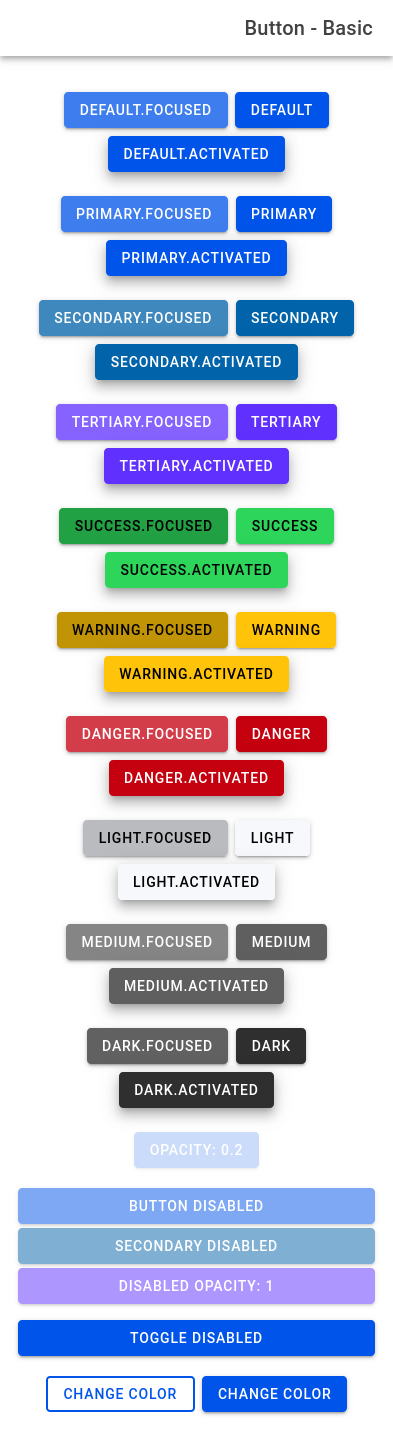 Button - Basic
DEFAULT.FOCUSED DEFAULT
DEFAULT.ACTIVATED
PRIMARY.FOCUSED PRIMARY
PRIMARY.ACTIVATED
SECONDARY.FOCUSED SECONDARY
SECONDARY.ACTIVATED
TERTIARY.FOCUSED TERTIARY
TERTIARY.ACTIVATED
SUCCESS.FOCUSED SUCCESS
SUCCESS.ACTIVATED
WARNING.FOCUSED WARNING
WARNING.ACTIVATED
DANGER.FOCUSED DANGER
DANGER.ACTIVATED
LIGHT.FOCUSED LIGHT
LIGHT.ACTIVATED
MEDIUM.FOCUSED MEDIUM
MEDIUM.ACTIVATED
DARK.FOCUSED DARK
DARK.ACTIVATED
OPACITY: 0.2
BUTTON DISABLED
SECONDARY DISABLED
DISABLED OPACITY: 1
TOGGLE DISABLED
CHANGE COLOR CHANGE COLOR